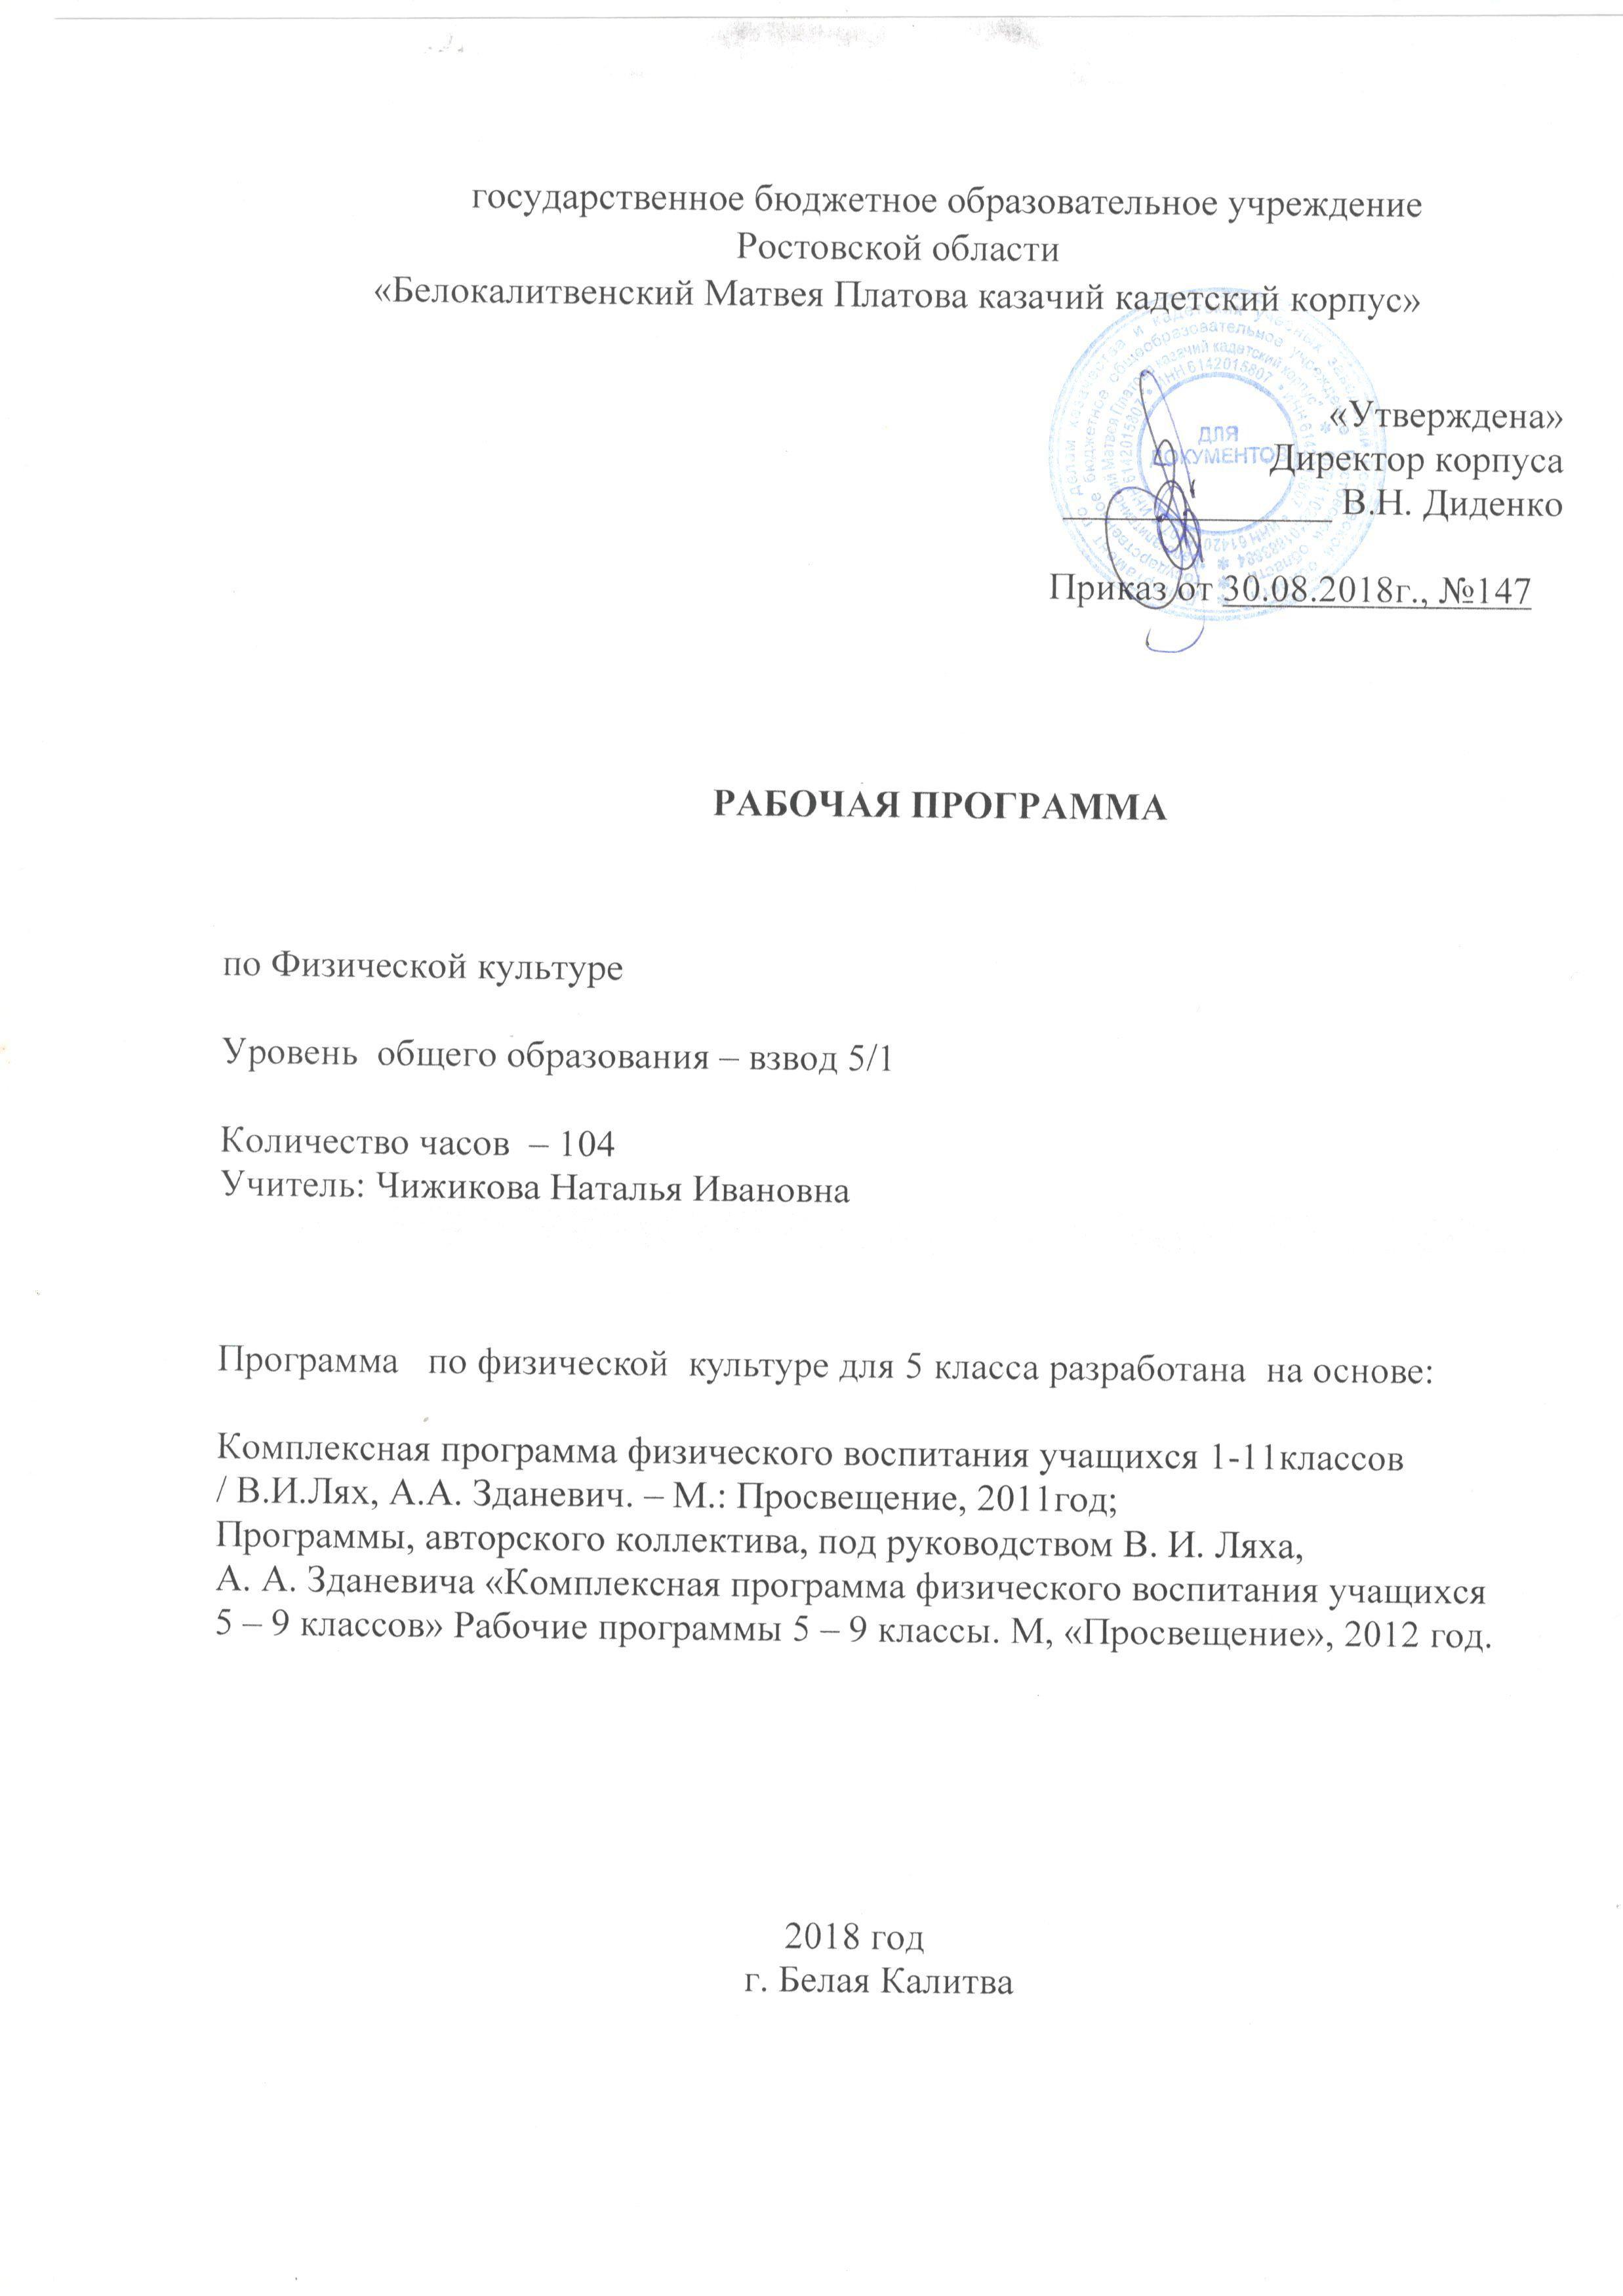 государственное бюджетное образовательное учреждение
Ростовской области
«Белокалитвенский Матвея Платова казачий кадетский корпус»
«Утверждена»
Директор корпуса
В.Н. Диденко
Приказ от 30.08.2018г., №147
ДЛЯ
ДОКУМЕНТОВ
РАБОЧАЯ ПРОГРАММА
по Физической культуре
Уровень общего образования – взвод 5/1
Количество часов – 104
Учитель: Чижикова Наталья Ивановна
Программа по физической культуре для 5 класса разработана на основе:
Комплексная программа физического воспитания учащихся 1-11классов
/ В.И.Лях, А.А. Зданевич. – М.: Просвещение, 2011год;
Программы, авторского коллектива, под руководством В. И. Ляха,
А. А. Зданевича «Комплексная программа физического воспитания учащихся
5 – 9 классов» Рабочие программы 5 – 9 классы. М, «Просвещение», 2012 год.
2018 год
г. Белая Калитва